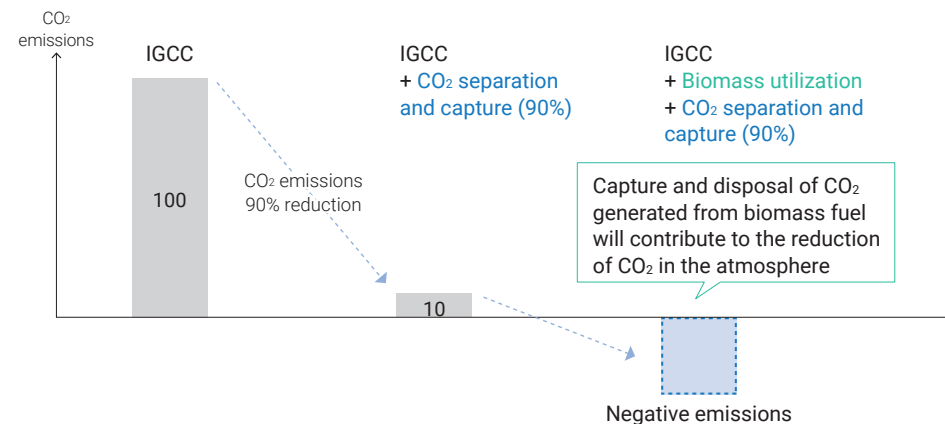 CO₂
emissions
IGCC
100
CO₂ emissions
90% reduction
IGCC
+ CO₂ separation
and capture (90%)
10
IGCC
+ Biomass utilization
+ CO₂ separation and
capture (90%)
Capture and disposal of CO₂
generated from biomass fuel
will contribute to the reduction
of CO₂ in the atmosphere
Negative emissions